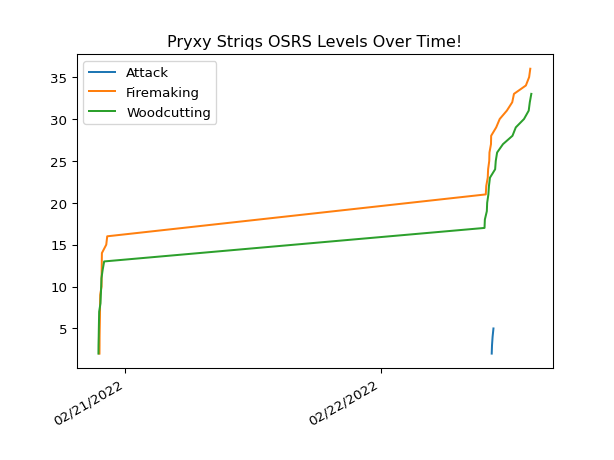 Pryxy Striqs OSRS Levels Over Time!
Attack
Firemaking
Woodcutting
35
30
25
20
15
10
5
02/21/2022
02/22/2022